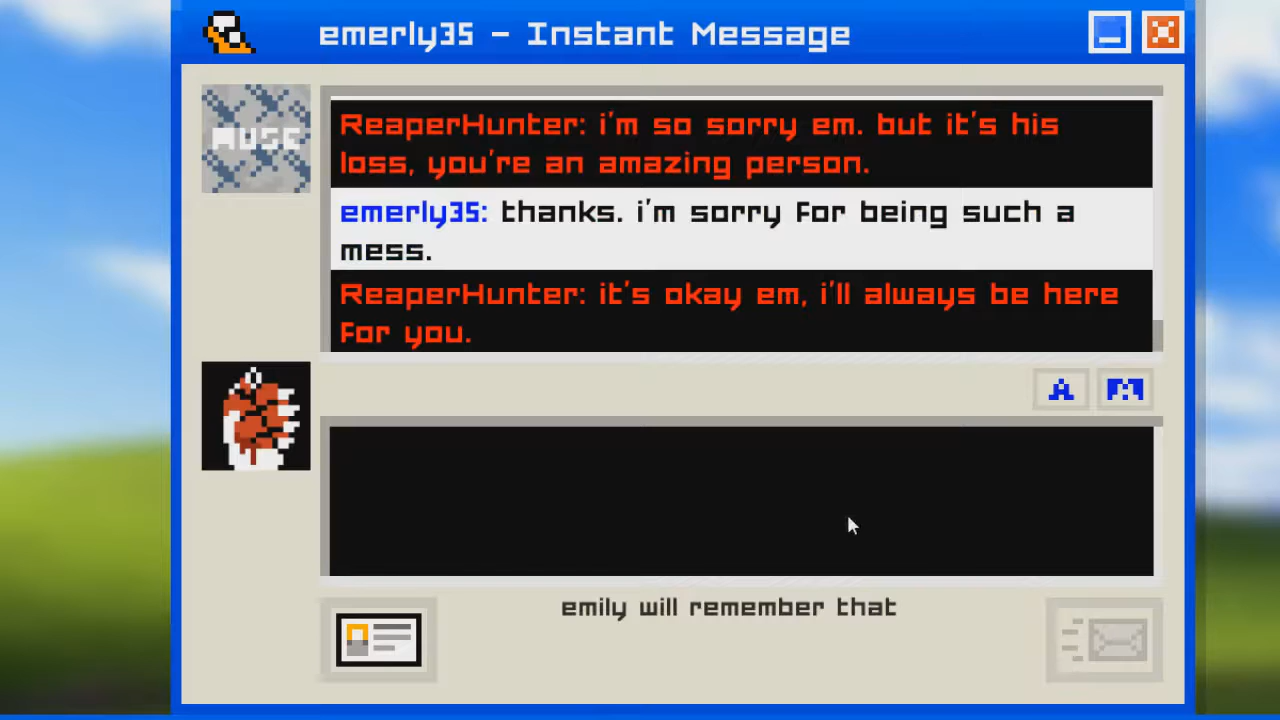 emerly35 - Instant Message
MUSE
ReaperHunter: i'm so sorry em. but it's his
loss, you're an amazing person.
emerly35: thanks. i'm sorry for being such a
mess.
ReaperHunter: it's okay em, i'll always be here
for you.
A
emily will remember that